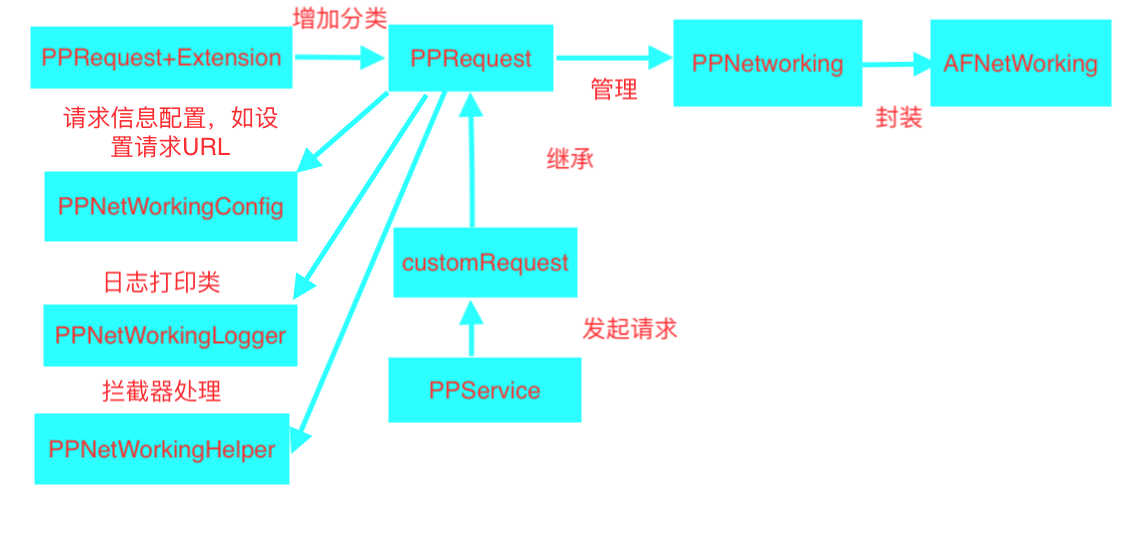 增加分类
PPRequest+Extension
PPRequest
PPNetworking
AFNetWorking
管理
封装
请求信息配置，如设
置请求URL
继承
PPNetWorkingConfig
customRequest
日志打印类
发起请求
PPNetWorkingLogger
拦截器处理
PPService
PPNetWorkingHelper